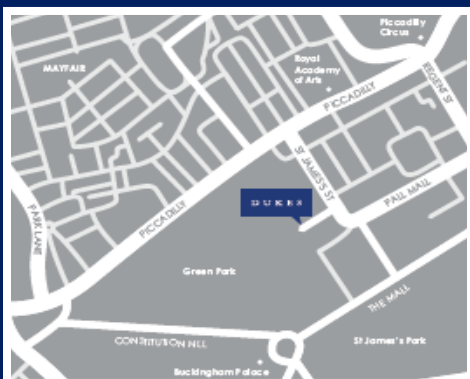 Piccadilly
Circus
MAYFAIR
Royal
Academy
of Arts
REGENT ST
PICCADILLY
ST JAMES'S ST
DUKES
PALL MALL
PARK LANE
PICCADILLY
Green Park
THE MALL
CONSTITUTION HILL
St James's Park
Buckingham Palace